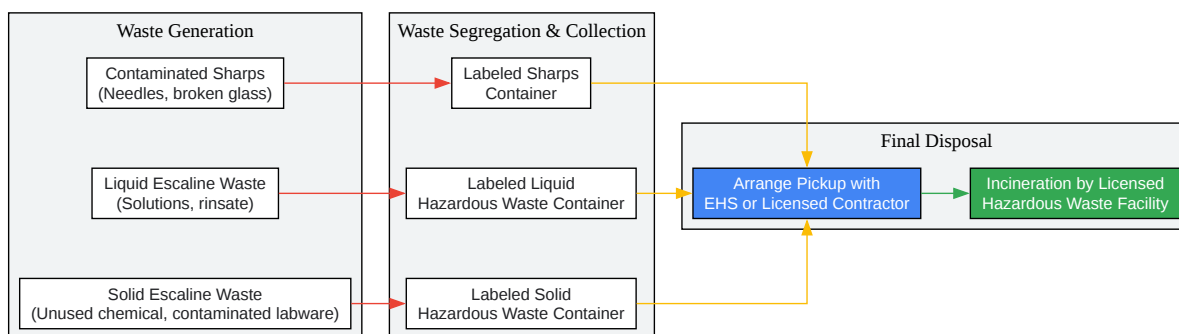 Waste Generation
Contaminated Sharps
(Needles, broken glass)
Liquid Escaline Waste
(Solutions, rinsate)
Solid Escaline Waste
(Unused chemical, contaminated labware)
Waste Segregation & Collection
Labeled Sharps
Container
Labeled Liquid
Hazardous Waste Container
Labeled Solid
Hazardous Waste Container
Final Disposal
Arrange Pickup with
EHS or Licensed Contractor
Incineration by Licensed
Hazardous Waste Facility